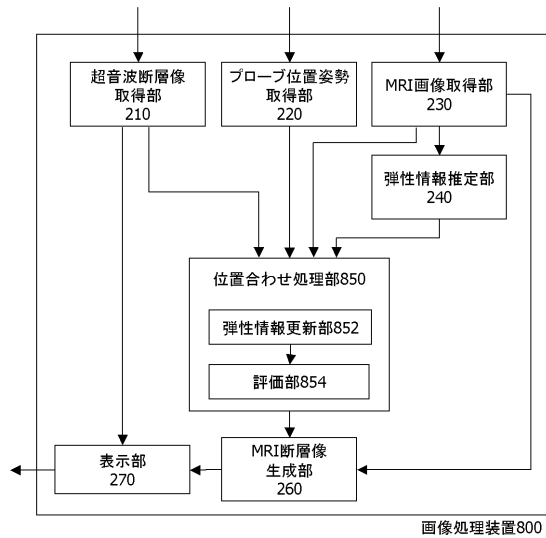 超音波断層像
取得部
210
プローブ位置姿勢
取得部
220
MRI画像取得部
230
弾性情報推定部
240
位置合わせ処理部850
弾性情報更新部852
評価部854
MRI断層像
生成部
260
表示部
270
画像処理装置800